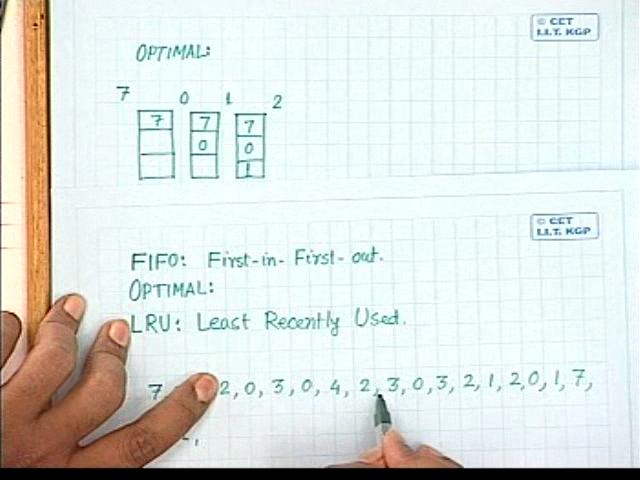 © CET
I.I.T. KGP
OPTIMAL:
7 0 1 2
7 7 7
0 0
1
© CET
I.I.T. KGP
FIFO: First-in-First-out.
OPTIMAL:
LRU: Least Recently Used.
7 2, 0, 3, 0, 4, 2, 3, 0, 3, 2, 1, 2, 0, 1, 7,